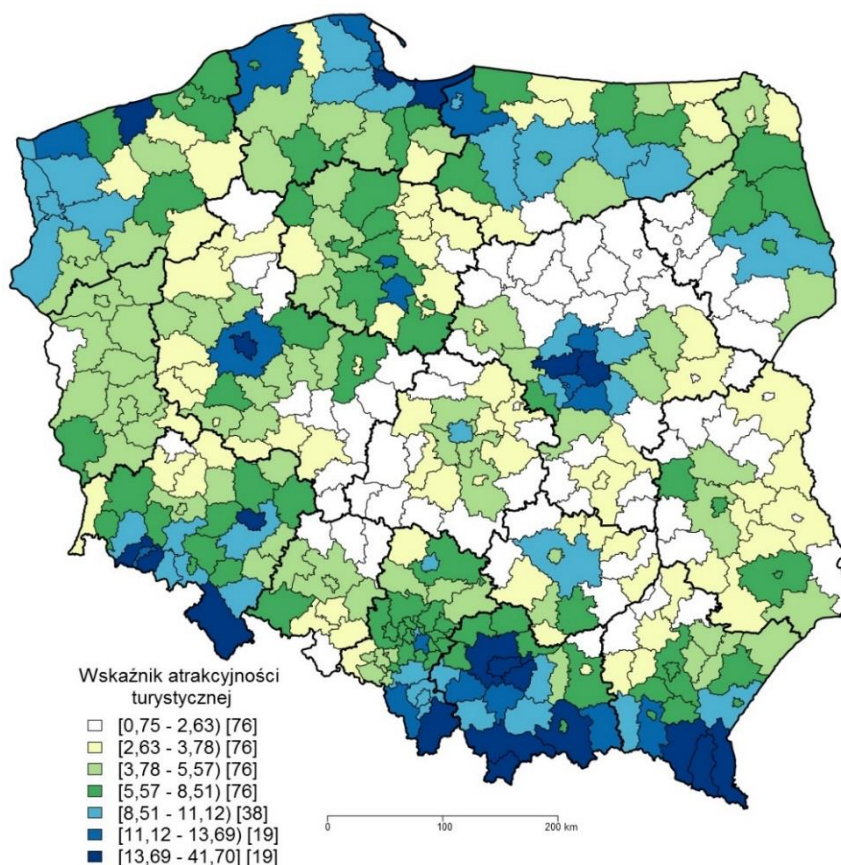 Wskaźnik atrakcyjności
turystycznej
[0,75 - 2,63) [76]
[2,63 - 3,78) [76]
[3,78 - 5,57) [76]
[5,57 - 8,51) [76]
[8,51 - 11,12) [38]
[11,12 - 13,69) [19]
[13,69 - 41,70] [19]
0 100 200 km